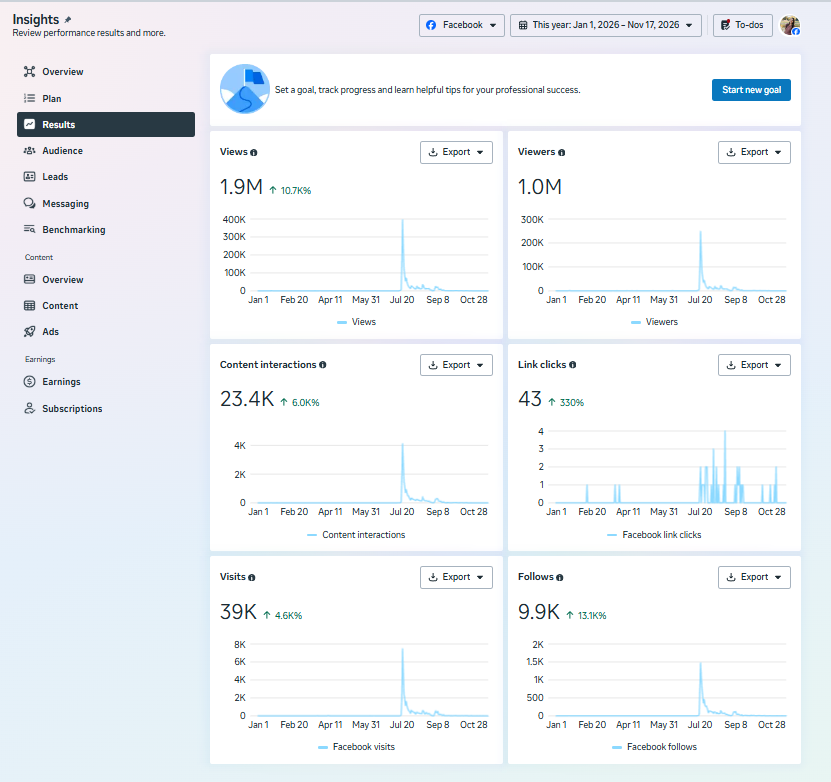 Insights
Review performance results and more.
Facebook
This year: Jan 1, 2026 – Nov 17, 2026
To-dos
Overview
Plan
Results
Audience
Leads
Messaging
Benchmarking
Content
Overview
Content
Ads
Earnings
Earnings
Subscriptions
Set a goal, track progress and learn helpful tips for your professional success.
Start new goal
Views
Export
1.9M 10.7K%
400K
300K
200K
100K
0
Jan 1 Feb 20 Apr 11 May 31 Jul 20 Sep 8 Oct 28
Views
Viewers
Export
1.0M
300K
200K
100K
0
Jan 1 Feb 20 Apr 11 May 31 Jul 20 Sep 8 Oct 28
Viewers
Content interactions
Export
23.4K 6.0K%
4K
2K
0
Jan 1 Feb 20 Apr 11 May 31 Jul 20 Sep 8 Oct 28
Content interactions
Link clicks
Export
43 330%
4
3
2
1
0
Jan 1 Feb 20 Apr 11 May 31 Jul 20 Sep 8 Oct 28
Facebook link clicks
Visits
Export
39K 4.6K%
8K
6K
4K
2K
0
Jan 1 Feb 20 Apr 11 May 31 Jul 20 Sep 8 Oct 28
Facebook visits
Follows
Export
9.9K 13.1K%
2K
1.5K
1K
500
0
Jan 1 Feb 20 Apr 11 May 31 Jul 20 Sep 8 Oct 28
Facebook follows